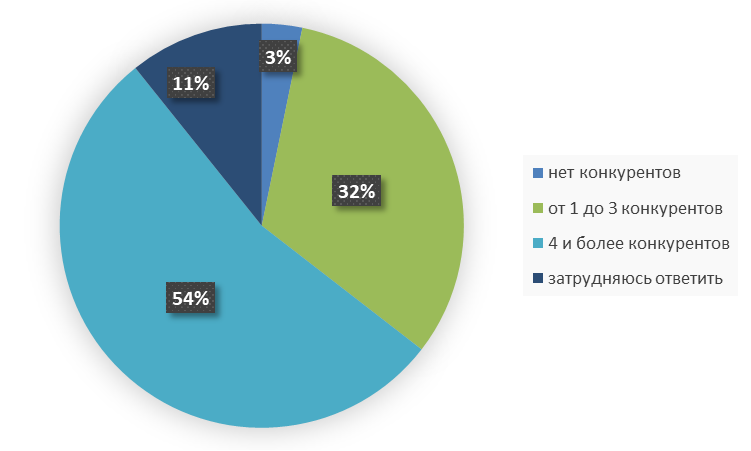 3%
11%
32%
54%
нет конкурентов
от 1 до 3 конкурентов
4 и более конкурентов
затрудняюсь ответить